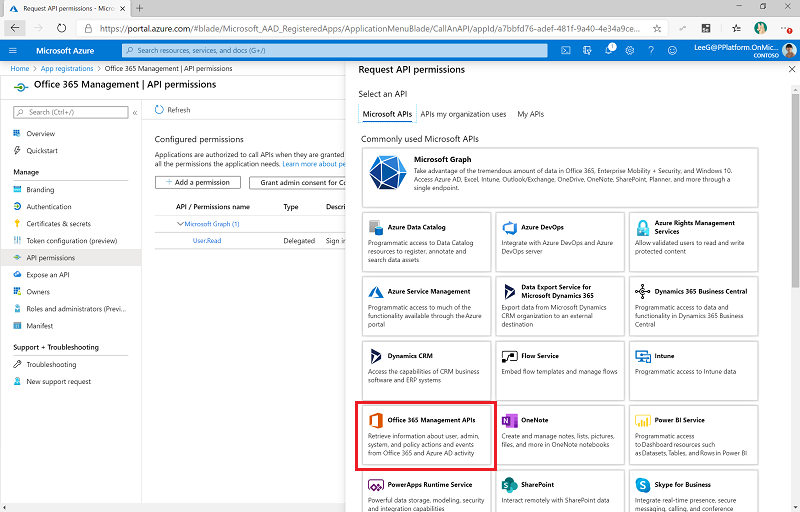 Request API permissions - Micros
https://portal.azure.com/#blade/Microsoft_AAD_RegisteredApps/ApplicationMenuBlade/CallAnAPI/appId/a7bbfd76-adef-481f-9a40-4e34a9ce...
Microsoft Azure
Search resources, services, and docs (G+/)
1
LeeG@PPlatform.OnMic...
CONTOSO
Home > App registrations > Office 365 Management | API permissions
Office 365 Management | API permissions
Search (Ctrl+/)
«
Overview
Quickstart
Manage
Branding
Authentication
Certificates & secrets
Token configuration (preview)
API permissions
Expose an API
Owners
Roles and administrators (Previ...
Manifest
Support + Troubleshooting
Troubleshooting
New support request
Refresh
Configured permissions
Applications are authorized to call APIs when they are granted
all the permissions the application needs. Learn more about pe
+ Add a permission
Grant admin consent for Co
API / Permissions name
Type
Descri
Microsoft Graph (1)
User.Read
Delegated
Sign in
Request API permissions
Select an API
Microsoft APIs
APIs my organization uses
My APIs
Commonly used Microsoft APIs
Microsoft Graph
Take advantage of the tremendous amount of data in Office 365, Enterprise Mobility + Security, and Windows 10.
Access Azure AD, Excel, Intune, Outlook/Exchange, OneDrive, OneNote, SharePoint, Planner, and more through a
single endpoint.
Azure Data Catalog
Programmatic access to Data Catalog
resources to register, annotate and
search data assets
Azure DevOps
Integrate with Azure DevOps and Azure
DevOps server
Azure Rights Management
Services
Allow validated users to read and write
protected content
Azure Service Management
Programmatic access to much of the
functionality available through the Azure
portal
Data Export Service for
Microsoft Dynamics 365
Export data from Microsoft Dynamics
CRM organization to an external
destination
Dynamics 365 Business Central
Programmatic access to data and
functionality in Dynamics 365 Business
Central
Dynamics CRM
Access the capabilities of CRM business
software and ERP systems
Flow Service
Embed flow templates and manage flows
Intune
Programmatic access to Intune data
Office 365 Management APIs
Retrieve information about user, admin,
system, and policy actions and events
from Office 365 and Azure AD activity
OneNote
Create and manage notes, lists, pictures,
files, and more in OneNote notebooks
Power BI Service
Programmatic access to Dashboard resources such
as Datasets, Tables, and Rows in Power BI
PowerApps Runtime Service
Powerful data storage, modeling, security
and integration capabilities
SharePoint
Interact remotely with SharePoint data
Skype for Business
Integrate real-time presence, secure
messaging, calling, and conference